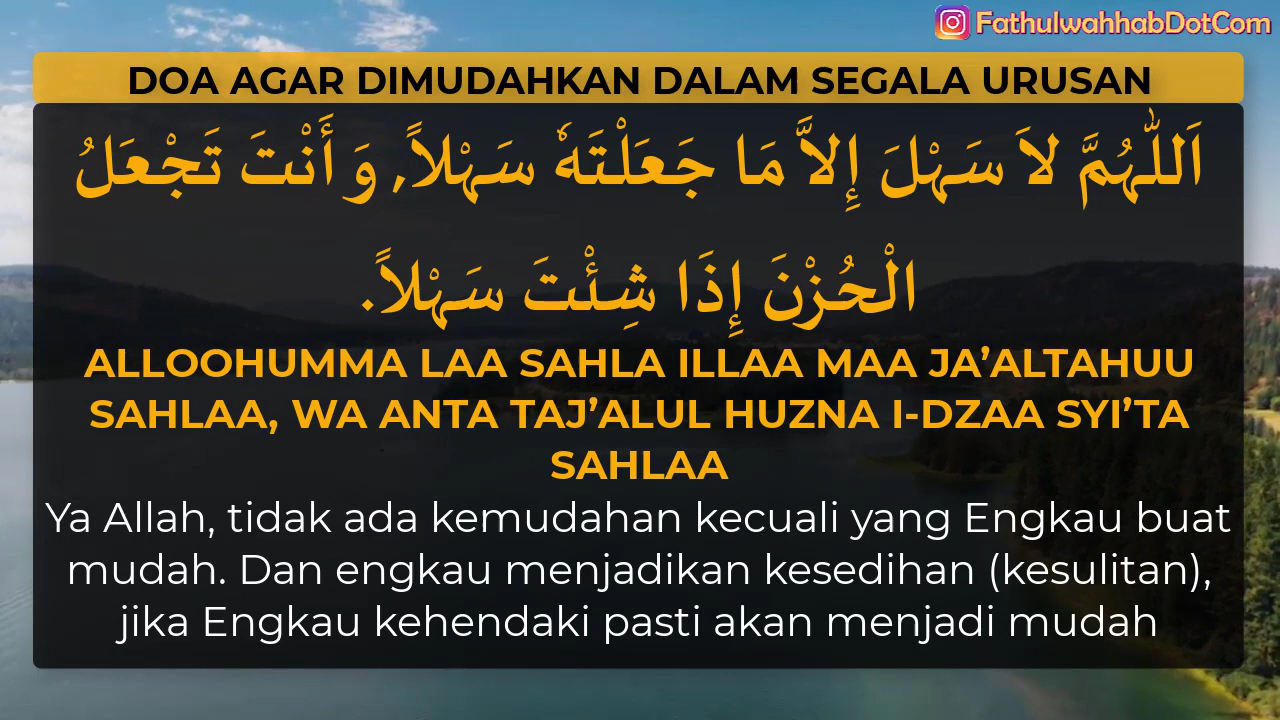 FathulwahhabDotCom
DOA AGAR DIMUDAHKAN DALAM SEGALA URUSAN
اَللّٰهُمَّ لاَ سَهْلَ إِلاَّ مَا جَعَلْتَهٗ سَهْلاً, وَ أَنْتَ تَجْعَلُ
الْحُزْنَ إِذَا شِئْتَ سَهْلاً.
ALLOOHUMMA LAA SAHLA ILLAA MAA JA’ALTAHUU
SAHLAA, WA ANTA TAJ’ALUL HUZNA I-DZAA SYI’TA
SAHLAA
Ya Allah, tidak ada kemudahan kecuali yang Engkau buat
mudah. Dan engkau menjadikan kesedihan (kesulitan),
jika Engkau kehendaki pasti akan menjadi mudah